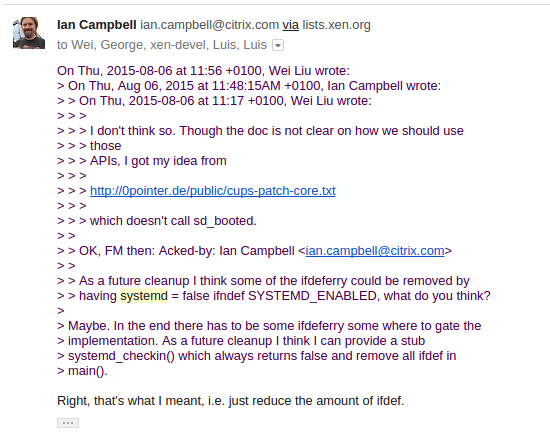 Ian Campbell ian.campbell@citrix.com via lists.xen.org
to Wei, George, xen-devel, Luis, Luis
On Thu, 2015-08-06 at 11:56 +0100, Wei Liu wrote:
> On Thu, Aug 06, 2015 at 11:48:15AM +0100, Ian Campbell wrote:
> > On Thu, 2015-08-06 at 11:17 +0100, Wei Liu wrote:
> > >
> > > I don't think so. Though the doc is not clear on how we should use
> > > those
> > > APIs, I got my idea from
> > >
> > > http://0pointer.de/public/cups-patch-core.txt
> > >
> > > which doesn't call sd_booted.
> >
> > OK, FM then: Acked-by: Ian Campbell <ian.campbell@citrix.com>
> >
> > As a future cleanup I think some of the ifdeferry could be removed by
> > having systemd = false ifndef SYSTEMD_ENABLED, what do you think?
>
> Maybe. In the end there has to be some ifdeferry some where to gate the
> implementation. As a future cleanup I think I can provide a stub
> systemd_checkin() which always returns false and remove all ifdef in
> main().
Right, that's what I meant, i.e. just reduce the amount of ifdef.